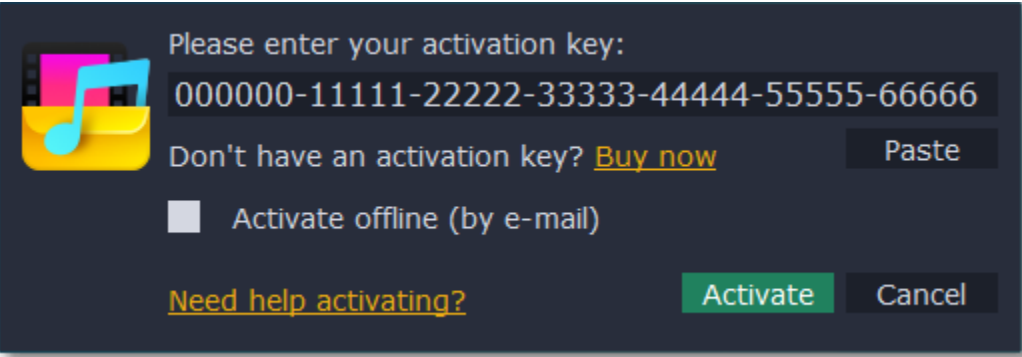 Please enter your activation key:
000000-11111-22222-33333-44444-55555-66666
Don't have an activation key? Buy now
Paste
Activate offline (by e-mail)
Need help activating?
Activate
Cancel